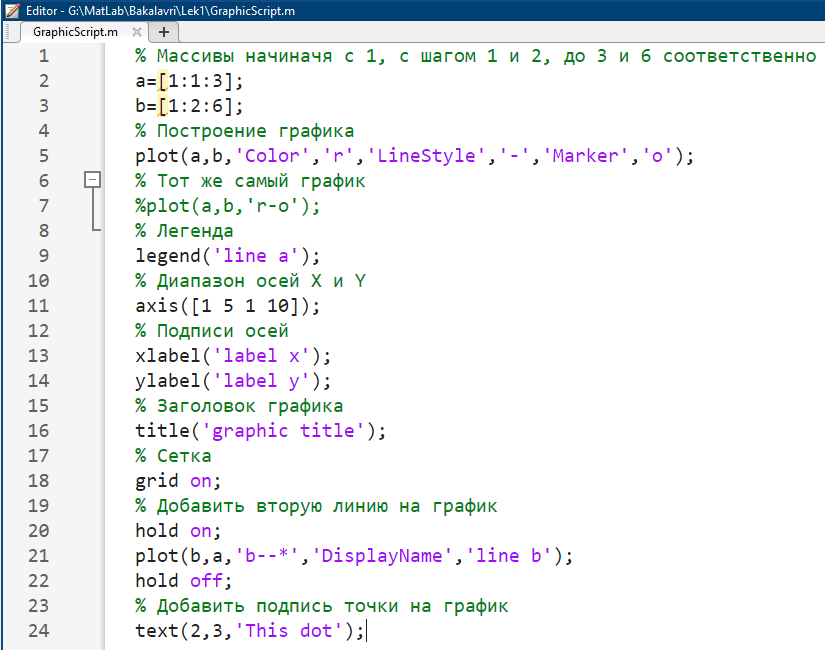 Editor - G:\MatLab\Bakalavri\Lek1\GraphicScript.m
GraphicScript.m × +
1 % Массивы начиначя с 1, с шагом 1 и 2, до 3 и 6 соответственно
2 a=[1:1:3];
3 b=[1:2:6];
4 % Построение графика
5 plot(a,b,'Color','r','LineStyle','-','Marker','o');
6 % Тот же самый график
7 %plot(a,b,'r-o');
8 % Легенда
9 legend('line a');
10 % Диапазон осей X и Y
11 axis([1 5 1 10]);
12 % Подписи осей
13 xlabel('label x');
14 ylabel('label y');
15 % Заголовок графика
16 title('graphic title');
17 % Сетка
18 grid on;
19 % Добавить вторую линию на график
20 hold on;
21 plot(b,a,'b--*','DisplayName','line b');
22 hold off;
23 % Добавить подпись точки на график
24 text(2,3,'This dot');